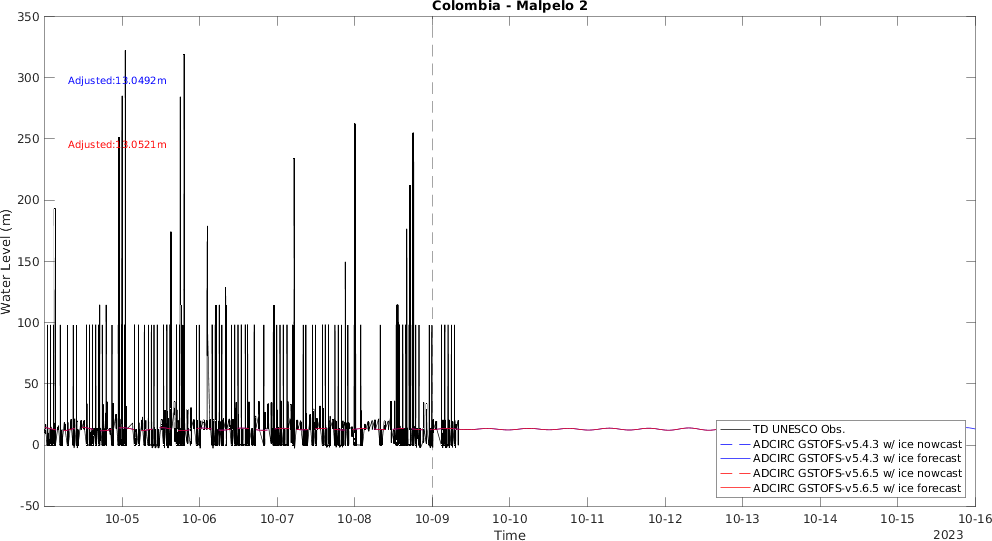 Colombia - Malpelo 2
350
300
250
200
150
100
50
0
-50
Water Level (m)
Adjusted:13.0492m
Adjusted:13.0521m
TD UNESCO Obs.
ADCIRC GSTOFS-v5.4.3 w/ ice nowcast
ADCIRC GSTOFS-v5.4.3 w/ ice forecast
ADCIRC GSTOFS-v5.6.5 w/ ice nowcast
ADCIRC GSTOFS-v5.6.5 w/ ice forecast
10-05 10-06 10-07 10-08 10-09 10-10 10-11 10-12 10-13 10-14 10-15 10-16
Time
2023